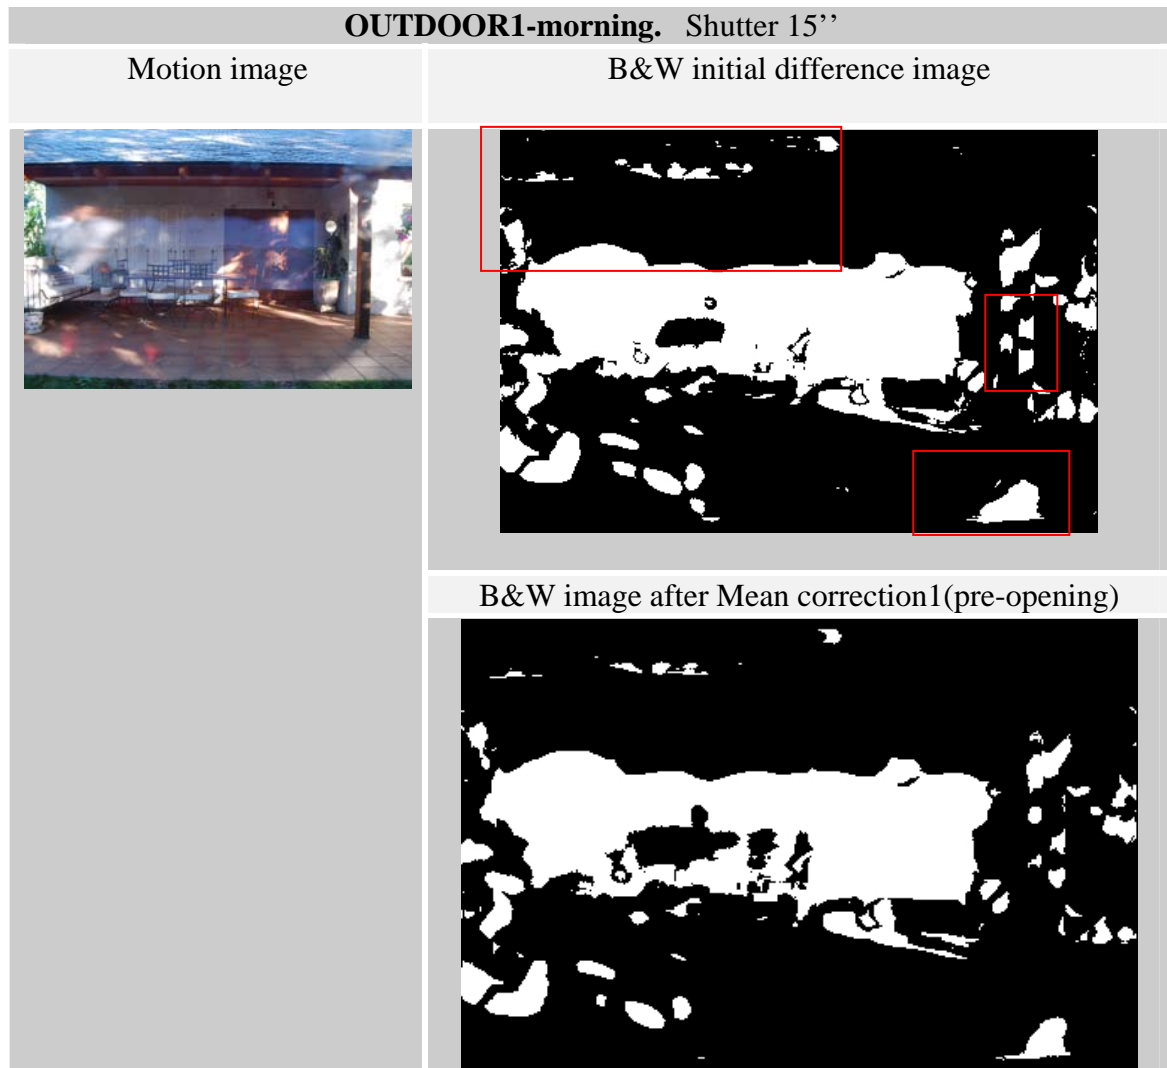 OUTDOOR1-morning. Shutter 15’’
Motion image
B&W initial difference image
B&W image after Mean correction1(pre-opening)